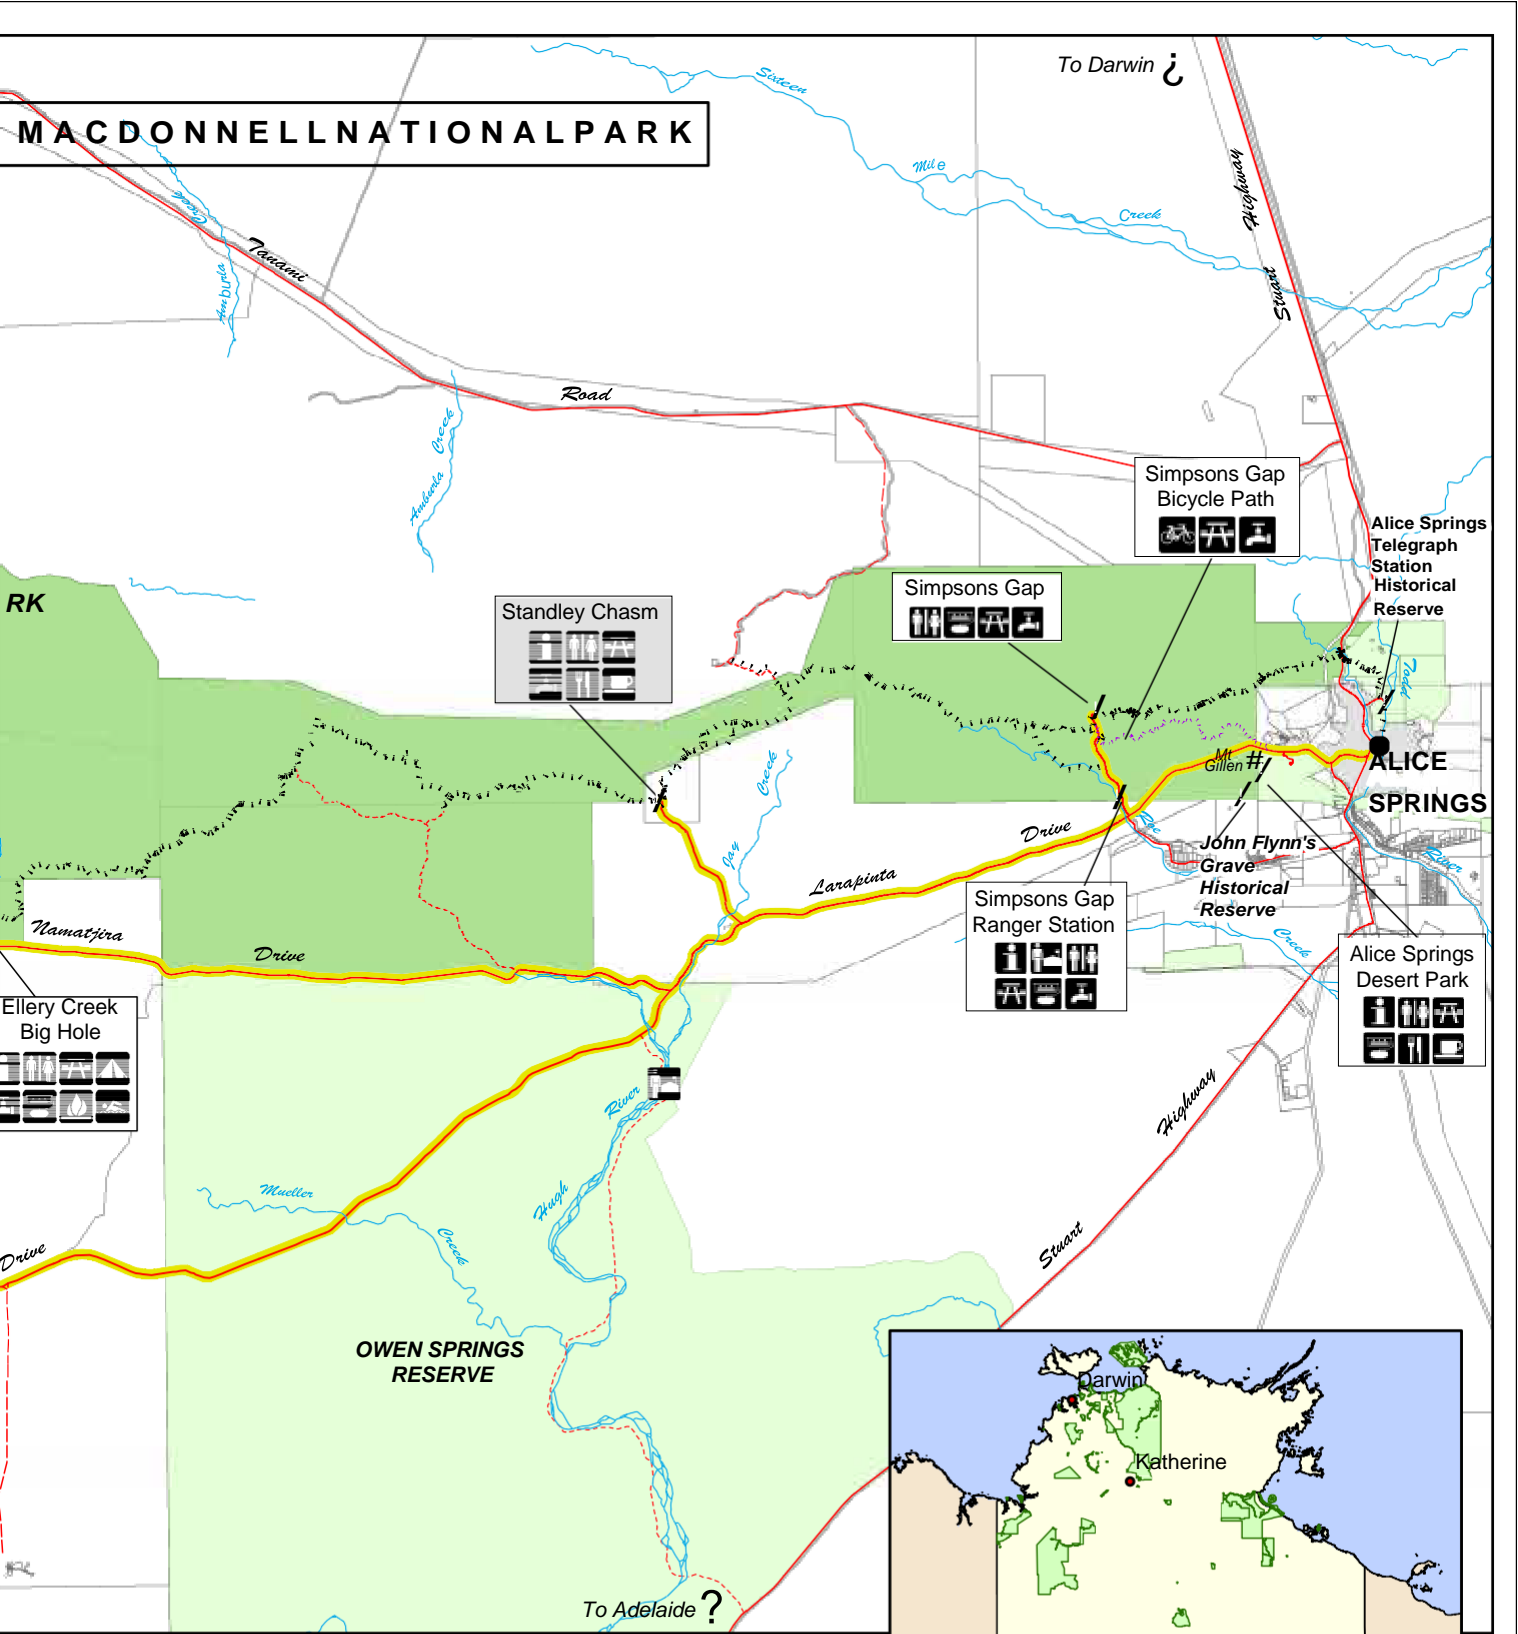 To Darwin ¿
MACDONNELLNATIONALPARK
Sixteen
Mile
Creek
Highway
Stuart
Creek
Amburla
Tanami
Road
Creek
Amburla
Simpsons Gap
Bicycle Path
Alice Springs
Telegraph
Station
Historical
Reserve
RK
Simpsons Gap
Standley Chasm
Todd
Mt
Gillen #
ALICE
SPRINGS
Creek
Jay
Roe
Drive
Larapinta
John Flynn's
Grave
Historical
Reserve
River
Simpsons Gap
Ranger Station
Creek
Namatjira
Drive
Alice Springs
Desert Park
Ellery Creek
Big Hole
River
Highway
Mueller
Hugh
Creek
Stuart
Drive
OWEN SPRINGS
RESERVE
Darwin
Katherine
To Adelaide ?